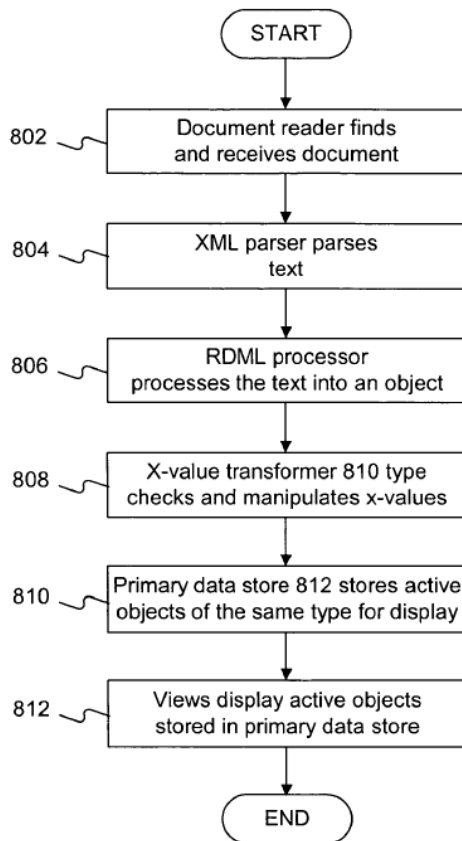 START
802
Document reader finds
and receives document
804
XML parser parses
text
806
RDML processor
processes the text into an object
808
X-value transformer 810 type
checks and manipulates x-values
810
Primary data store 812 stores active
objects of the same type for display
812
Views display active objects
stored in primary data store
END